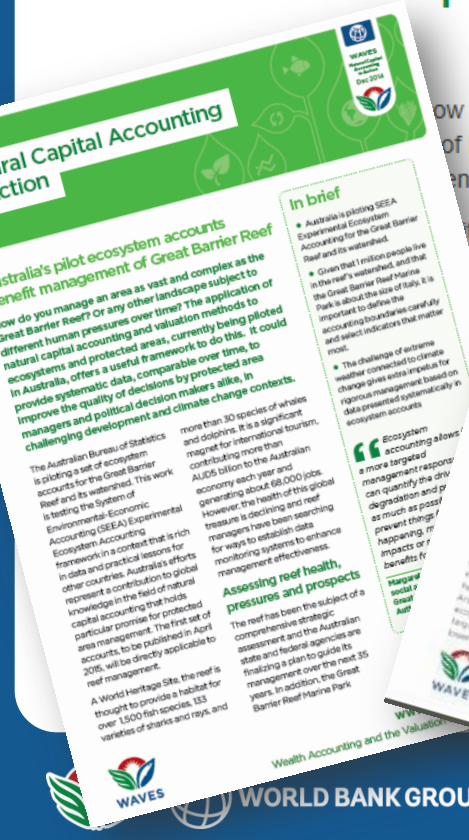 WAVES
Natural Capital
Accounting
in Action
Dec 2014
ral Capital Accounting
ction
ustralia's pilot ecosystem accounts
enefit management of Great Barrier Reef
ow do you manage an area as vast and complex as the
Great Barrier Reef? Or any other landscape subject to
different human pressures over time? The application of
natural capital accounting and valuation methods to
ecosystems and protected areas, currently being piloted
in Australia, offers a useful framework to do this. It could
provide systematic data, comparable over time, to
improve the quality of decisions by protected area
managers and political decision makers alike, in
challenging development and climate change contexts.
The Australian Bureau of Statistics
is piloting a set of ecosystem
accounts for the Great Barrier
Reef and its watershed. This work
is testing the System of
Environmental-Economic
Accounting (SEEA) Experimental
Ecosystem Accounting
framework in a context that is rich
in data and practical lessons for
other countries. Australia's efforts
represent a contribution to global
knowledge in the field of natural
capital accounting that holds
particular promise for protected
area management. The first set of
accounts, to be published in April
2015, will be directly applicable to
reef management.
A World Heritage Site, the reef is
thought to provide a habitat for
over 1,500 fish species, 133
varieties of sharks and rays, and
more than 30 species of whales
and dolphins. It is a significant
magnet for international tourism,
contributing more than
AUD5 billion to the Australian
economy each year and
generating about 68,000 jobs.
However, the health of this global
treasure is declining and reef
managers have been searching
for ways to establish data
monitoring systems to enhance
management effectiveness.
Assessing reef health,
pressures and prospects
The reef has been the subject of a
comprehensive strategic
assessment and the Australian
state and federal agencies are
finalizing a plan to guide its
management over the next 35
years. In addition, the Great
Barrier Reef Marine Park
In brief
• Australia is piloting SEEA
Experimental Ecosystem
Accounting for the Great Barrier
Reef and its watershed.
• Given that 1 million people live
in the reef's watershed, and that
the Great Barrier Reef Marine
Park is about the size of Italy, it is
important to define the
accounting boundaries carefully
and select indicators that matter
most.
• The challenge of extreme
weather connected to climate
change gives extra impetus for
rigorous management based on
data presented systematically in
ecosystem accounts
Ecosystem
accounting allows
a more targeted
management respons
can quantify the driv
degradation and p
as much as possib
prevent things
happening, m
impacts or r
benefits fo
Margar
social a
Great
Aut
ow
of
en
www
Wealth Accounting and the Valuation
WAVES
WAVE
WORLD BANK GROU